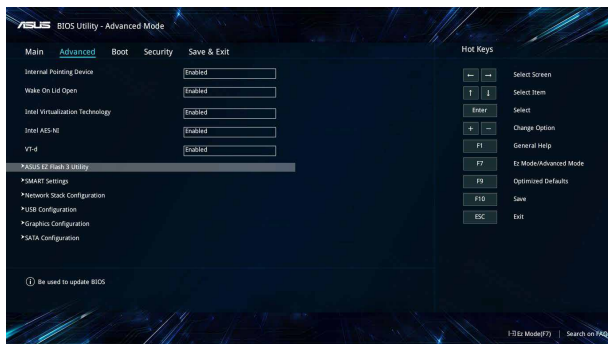 ASUS BIOS Utility - Advanced Mode
Main Advanced Boot Security Save & Exit
Hot Keys
Internal Pointing Device Enabled
Wake On Lid Open Enabled
Intel Virtualization Technology Enabled
Intel AES-NI Enabled
VT-d Enabled
ASUS EZ Flash 3 Utility
SMART Settings
Network Stack Configuration
USB Configuration
Graphics Configuration
SATA Configuration
Be used to update BIOS
← → Select Screen
↑ ↓ Select Item
Enter Select
+ - Change Option
F1 General Help
F7 Ez Mode/Advanced Mode
F9 Optimized Defaults
F10 Save
ESC Exit
Ez Mode(F7) | Search on FAQ